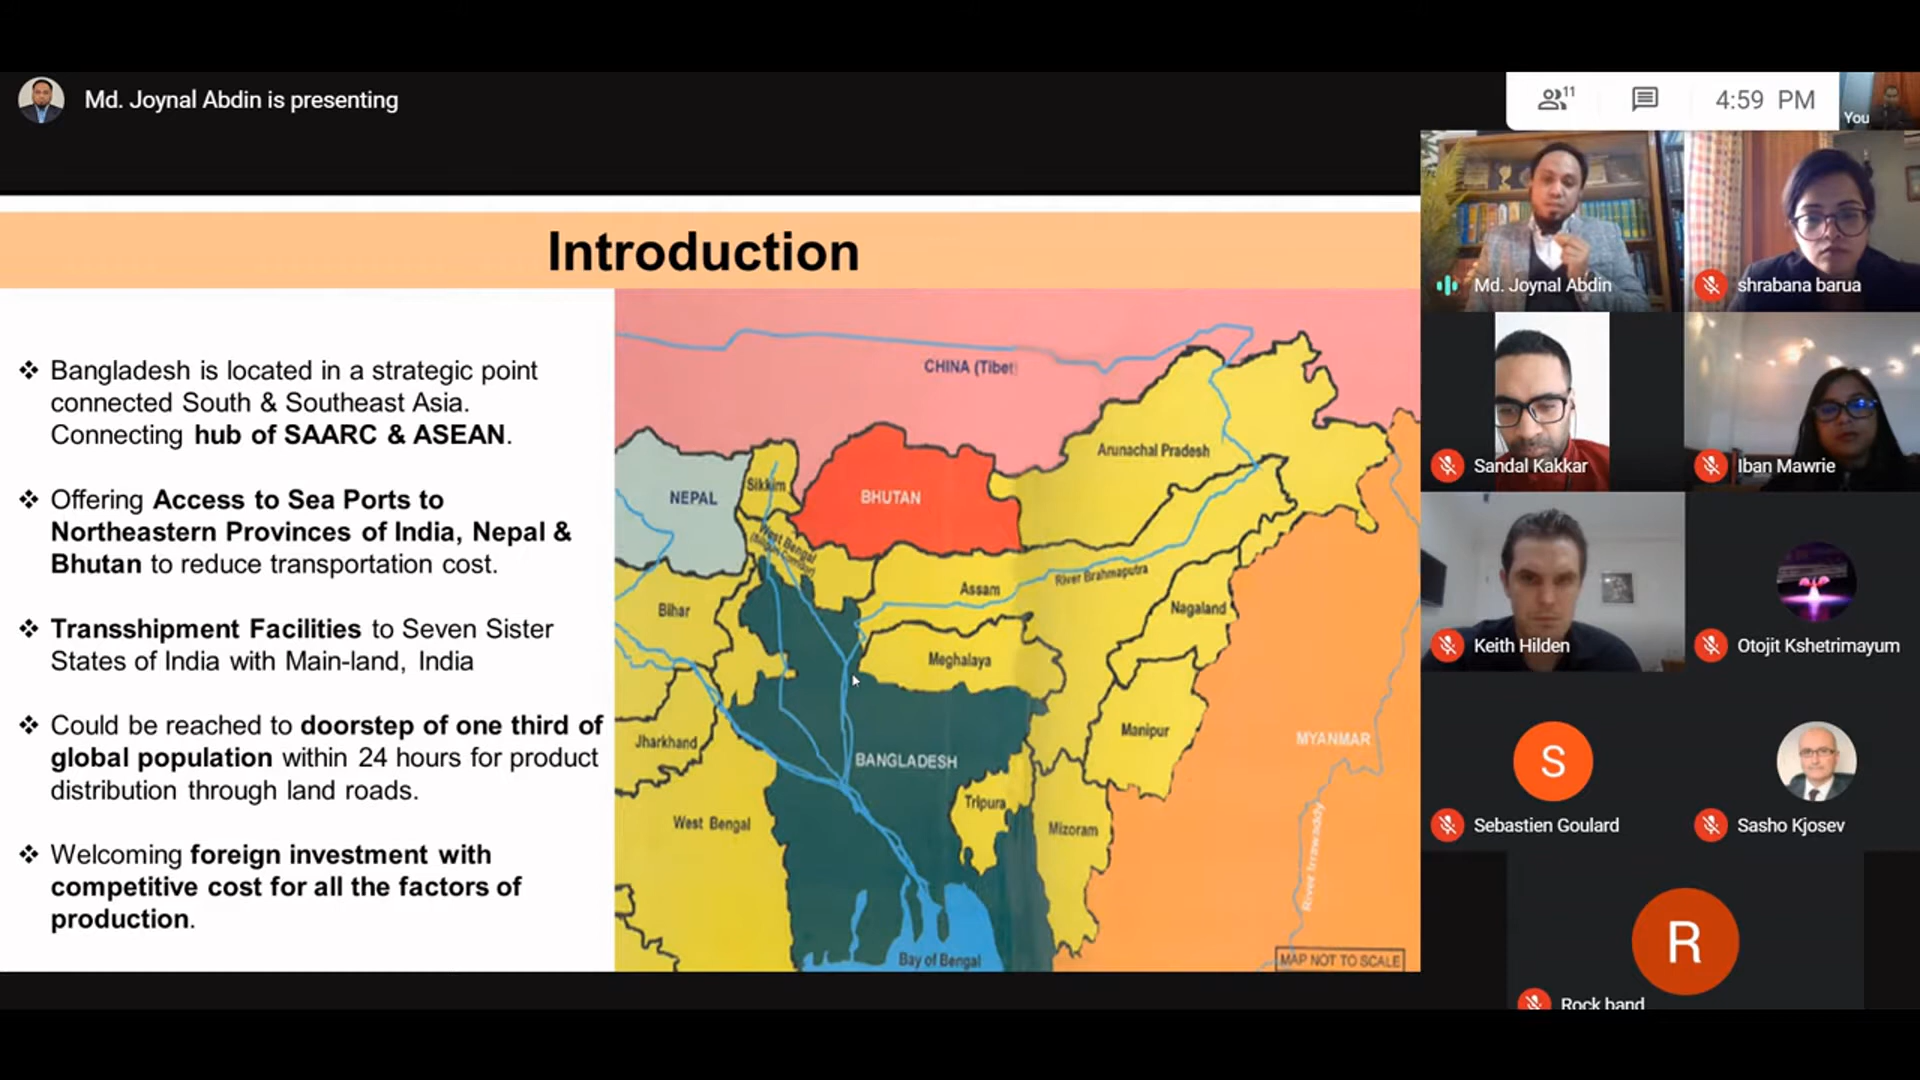 Md. Joynal Abdin is presenting
11
4:59 PM
You
Introduction
❖ Bangladesh is located in a strategic point
connected South & Southeast Asia.
Connecting hub of SAARC & ASEAN.
❖ Offering Access to Sea Ports to
Northeastern Provinces of India, Nepal &
Bhutan to reduce transportation cost.
❖ Transshipment Facilities to Seven Sister
States of India with Main-land, India
❖ Could be reached to doorstep of one third of
global population within 24 hours for product
distribution through land roads.
❖ Welcoming foreign investment with
competitive cost for all the factors of
production.
CHINA (Tibet)
Arunachal Pradesh
NEPAL
Sikkim
BHUTAN
West Bengal
Assam
River Brahmaputra
Bihar
Nagaland
Meghalaya
Manipur
Jharkhand
BANGLADESH
MYANMAR
Tripura
West Bengal
Mizoram
River Irrawaddy
Bay of Bengal
MAP NOT TO SCALE
Md. Joynal Abdin
shrabana barua
Sandal Kakkar
Iban Mawrie
Keith Hilden
Otojit Kshetrimayum
S
Sebastien Goulard
Sasho Kjosev
R
Rock band